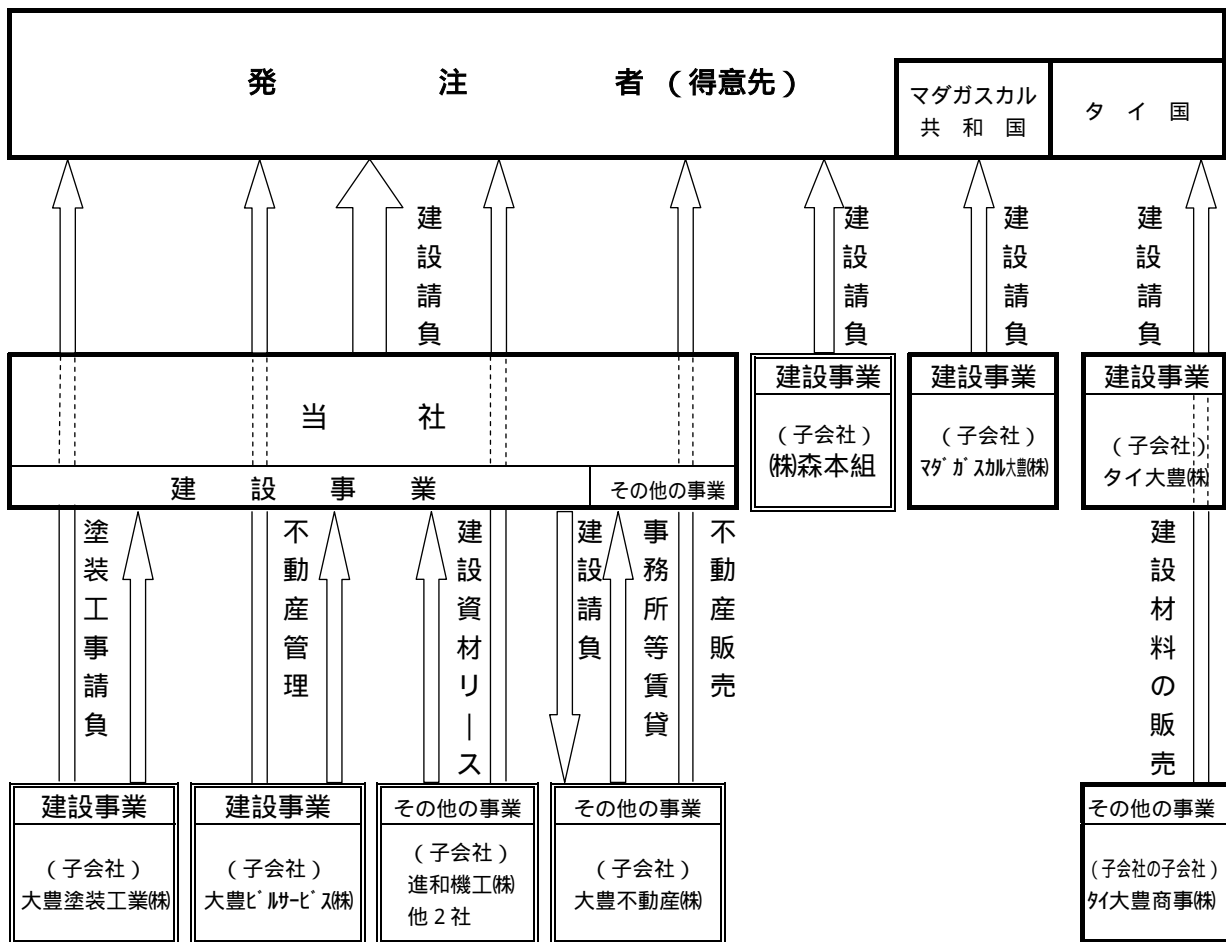 発　注　者（得意先）
マダガスカル
共和国
タイ国
建設請負
建設請負
建設請負
建設請負
当社
建設事業
その他の事業
建設事業
（子会社）
㈱森本組
建設事業
（子会社）
マダガスカル大豊㈱
建設事業
（子会社）
タイ大豊㈱
塗装工事請負
不動産管理
建設資材リース
建設請負
事務所等賃貸
不動産販売
建設材料の販売
建設事業
（子会社）
大豊塗装工業㈱
建設事業
（子会社）
大豊ビルサービス㈱
その他の事業
（子会社）
進和機工㈱
他２社
その他の事業
（子会社）
大豊不動産㈱
その他の事業
（子会社の子会社）
タイ大豊商事㈱